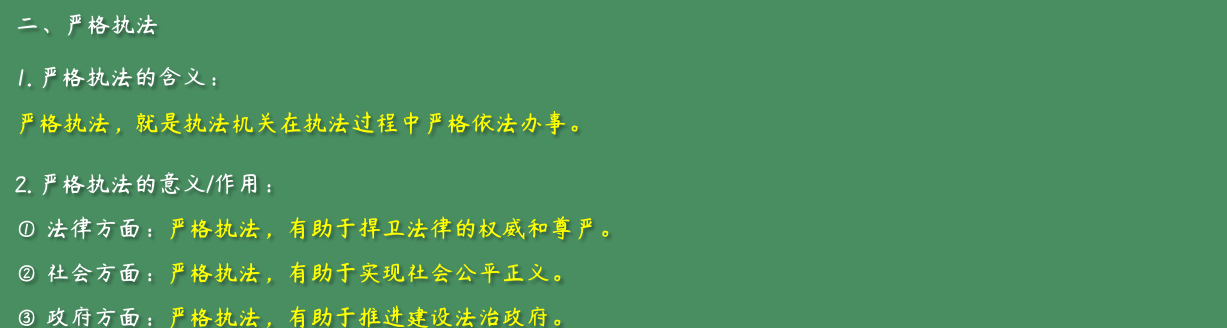 二、严格执法
1. 严格执法的含义：
严格执法，就是执法机关在执法过程中严格依法办事。
2. 严格执法的意义/作用：
① 法律方面：严格执法，有助于捍卫法律的权威和尊严。
② 社会方面：严格执法，有助于实现社会公平正义。
③ 政府方面：严格执法，有助于推进建设法治政府。